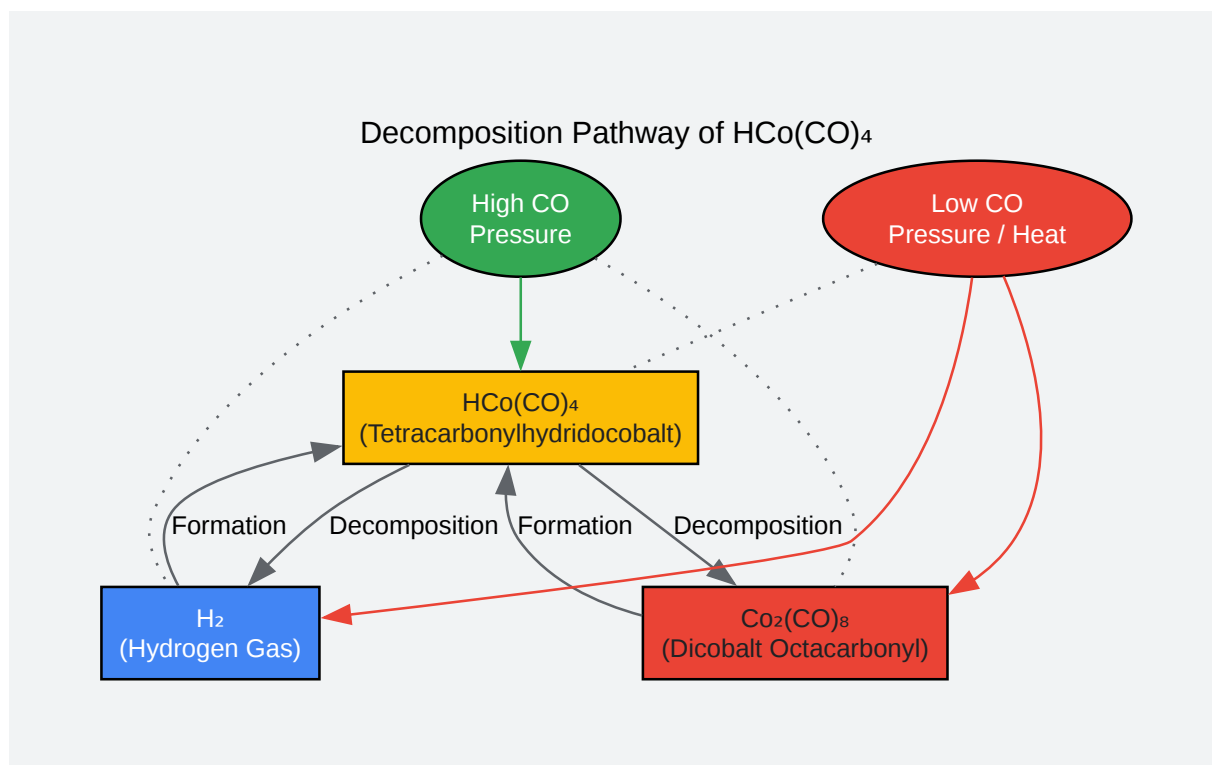 Decomposition Pathway of HCo(CO)₄
High CO
Pressure
Low CO
Pressure / Heat
HCo(CO)₄
(Tetracarbonylhydridocobalt)
Formation
Decomposition
Formation
Decomposition
H₂
(Hydrogen Gas)
Co₂(CO)₈
(Dicobalt Octacarbonyl)